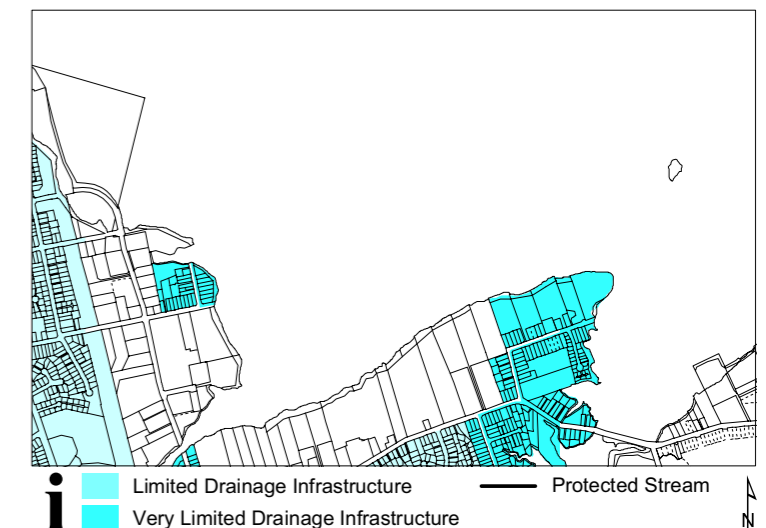 i Limited Drainage Infrastructure Protected Stream
Very Limited Drainage Infrastructure N